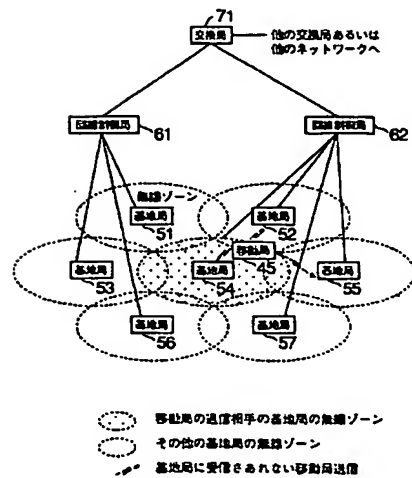 71
交換局
他の交換局あるいは
他のネットワークへ
回線制御局
61
回線制御局
62
無線ゾーン
基地局
51
基地局
52
移動局
45
基地局
53
基地局
54
基地局
55
基地局
56
基地局
57
移動局の通信相手の基地局の無線ゾーン
その他の基地局の無線ゾーン
基地局に受信さあれない移動局送信